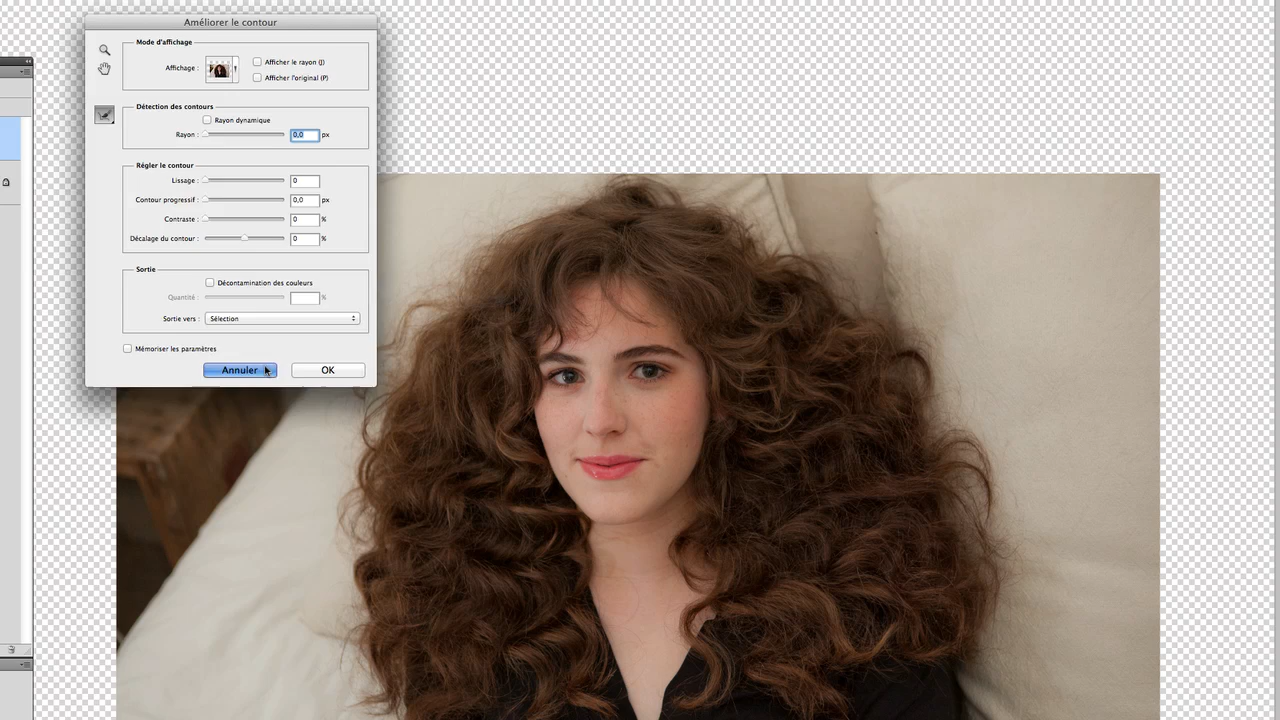 Améliorer le contour
Mode d'affichage
Affichage :
Afficher le rayon (J)
Afficher l'original (P)
Détection des contours
Rayon dynamique
Rayon : 0,0 px
Régler le contour
Lissage : 0
Contour progressif : 0,0 px
Contraste : 0 %
Décalage du contour : 0 %
Sortie
Décontamination des couleurs
Quantité : %
Sortie vers : Sélection
Mémoriser les paramètres
Annuler OK